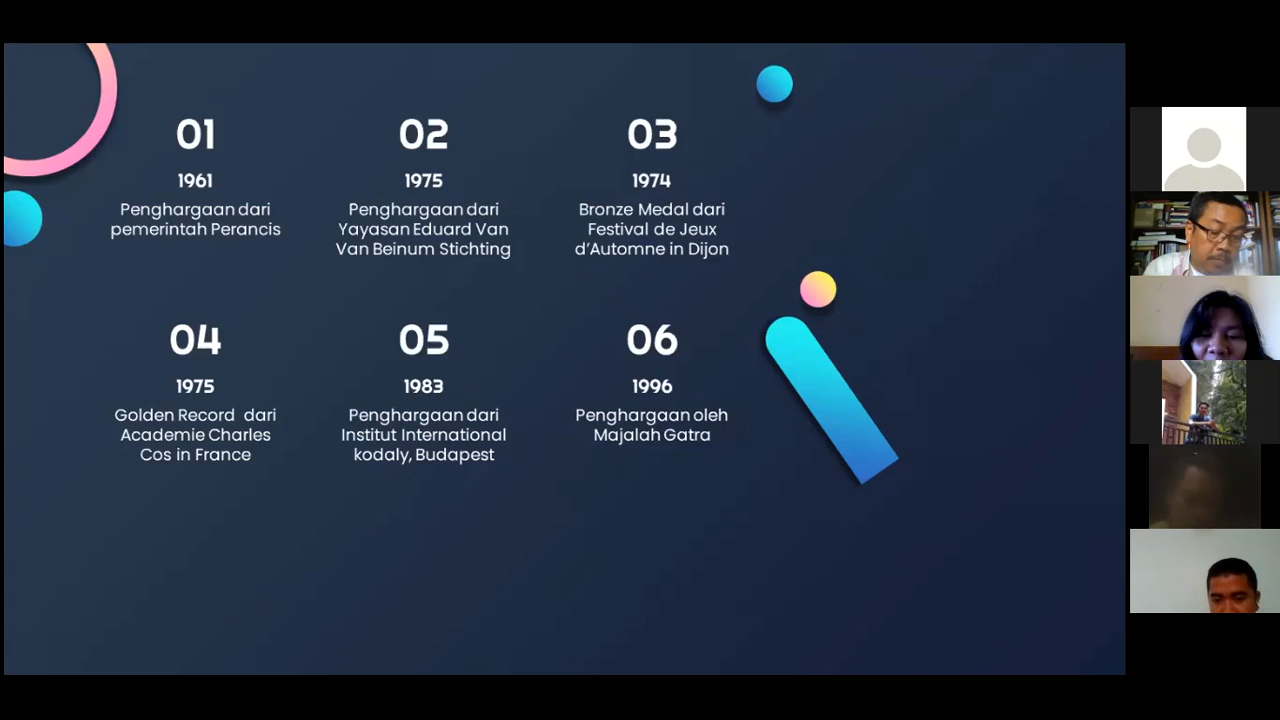 01
1961
Penghargaan dari
pemerintah Perancis
02
1975
Penghargaan dari
Yayasan Eduard Van
Van Beinum Stichting
03
1974
Bronze Medal dari
Festival de Jeux
d'Automne in Dijon
04
1975
Golden Record dari
Academie Charles
Cos in France
05
1983
Penghargaan dari
Institut International
kodaly, Budapest
06
1996
Penghargaan oleh
Majalah Gatra